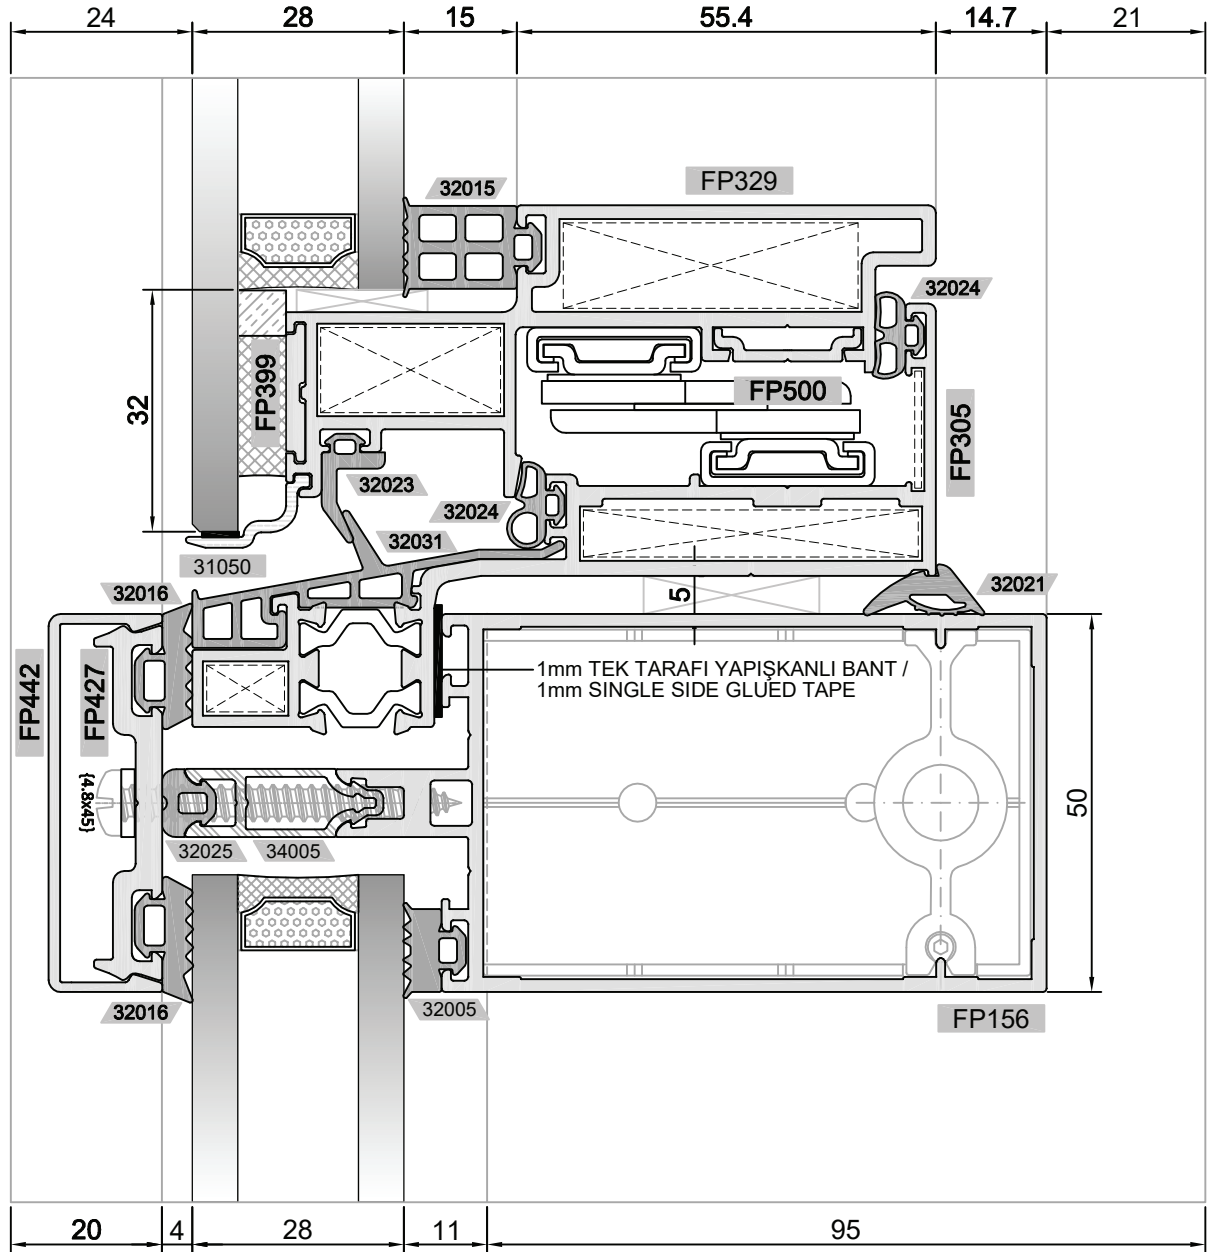 24
28
15
55.4
14.7
21
FP329
32015
32024
32
FP399
FP500
FP305
32023
32024
32031
31050
32016
32021
5
FP442
FP427
1mm TEK TARAFI YAPIŞKANLI BANT /
1mm SINGLE SIDE GLUED TAPE
{4.8x45}
50
32025
34005
32016
32005
FP156
20
4
28
11
95